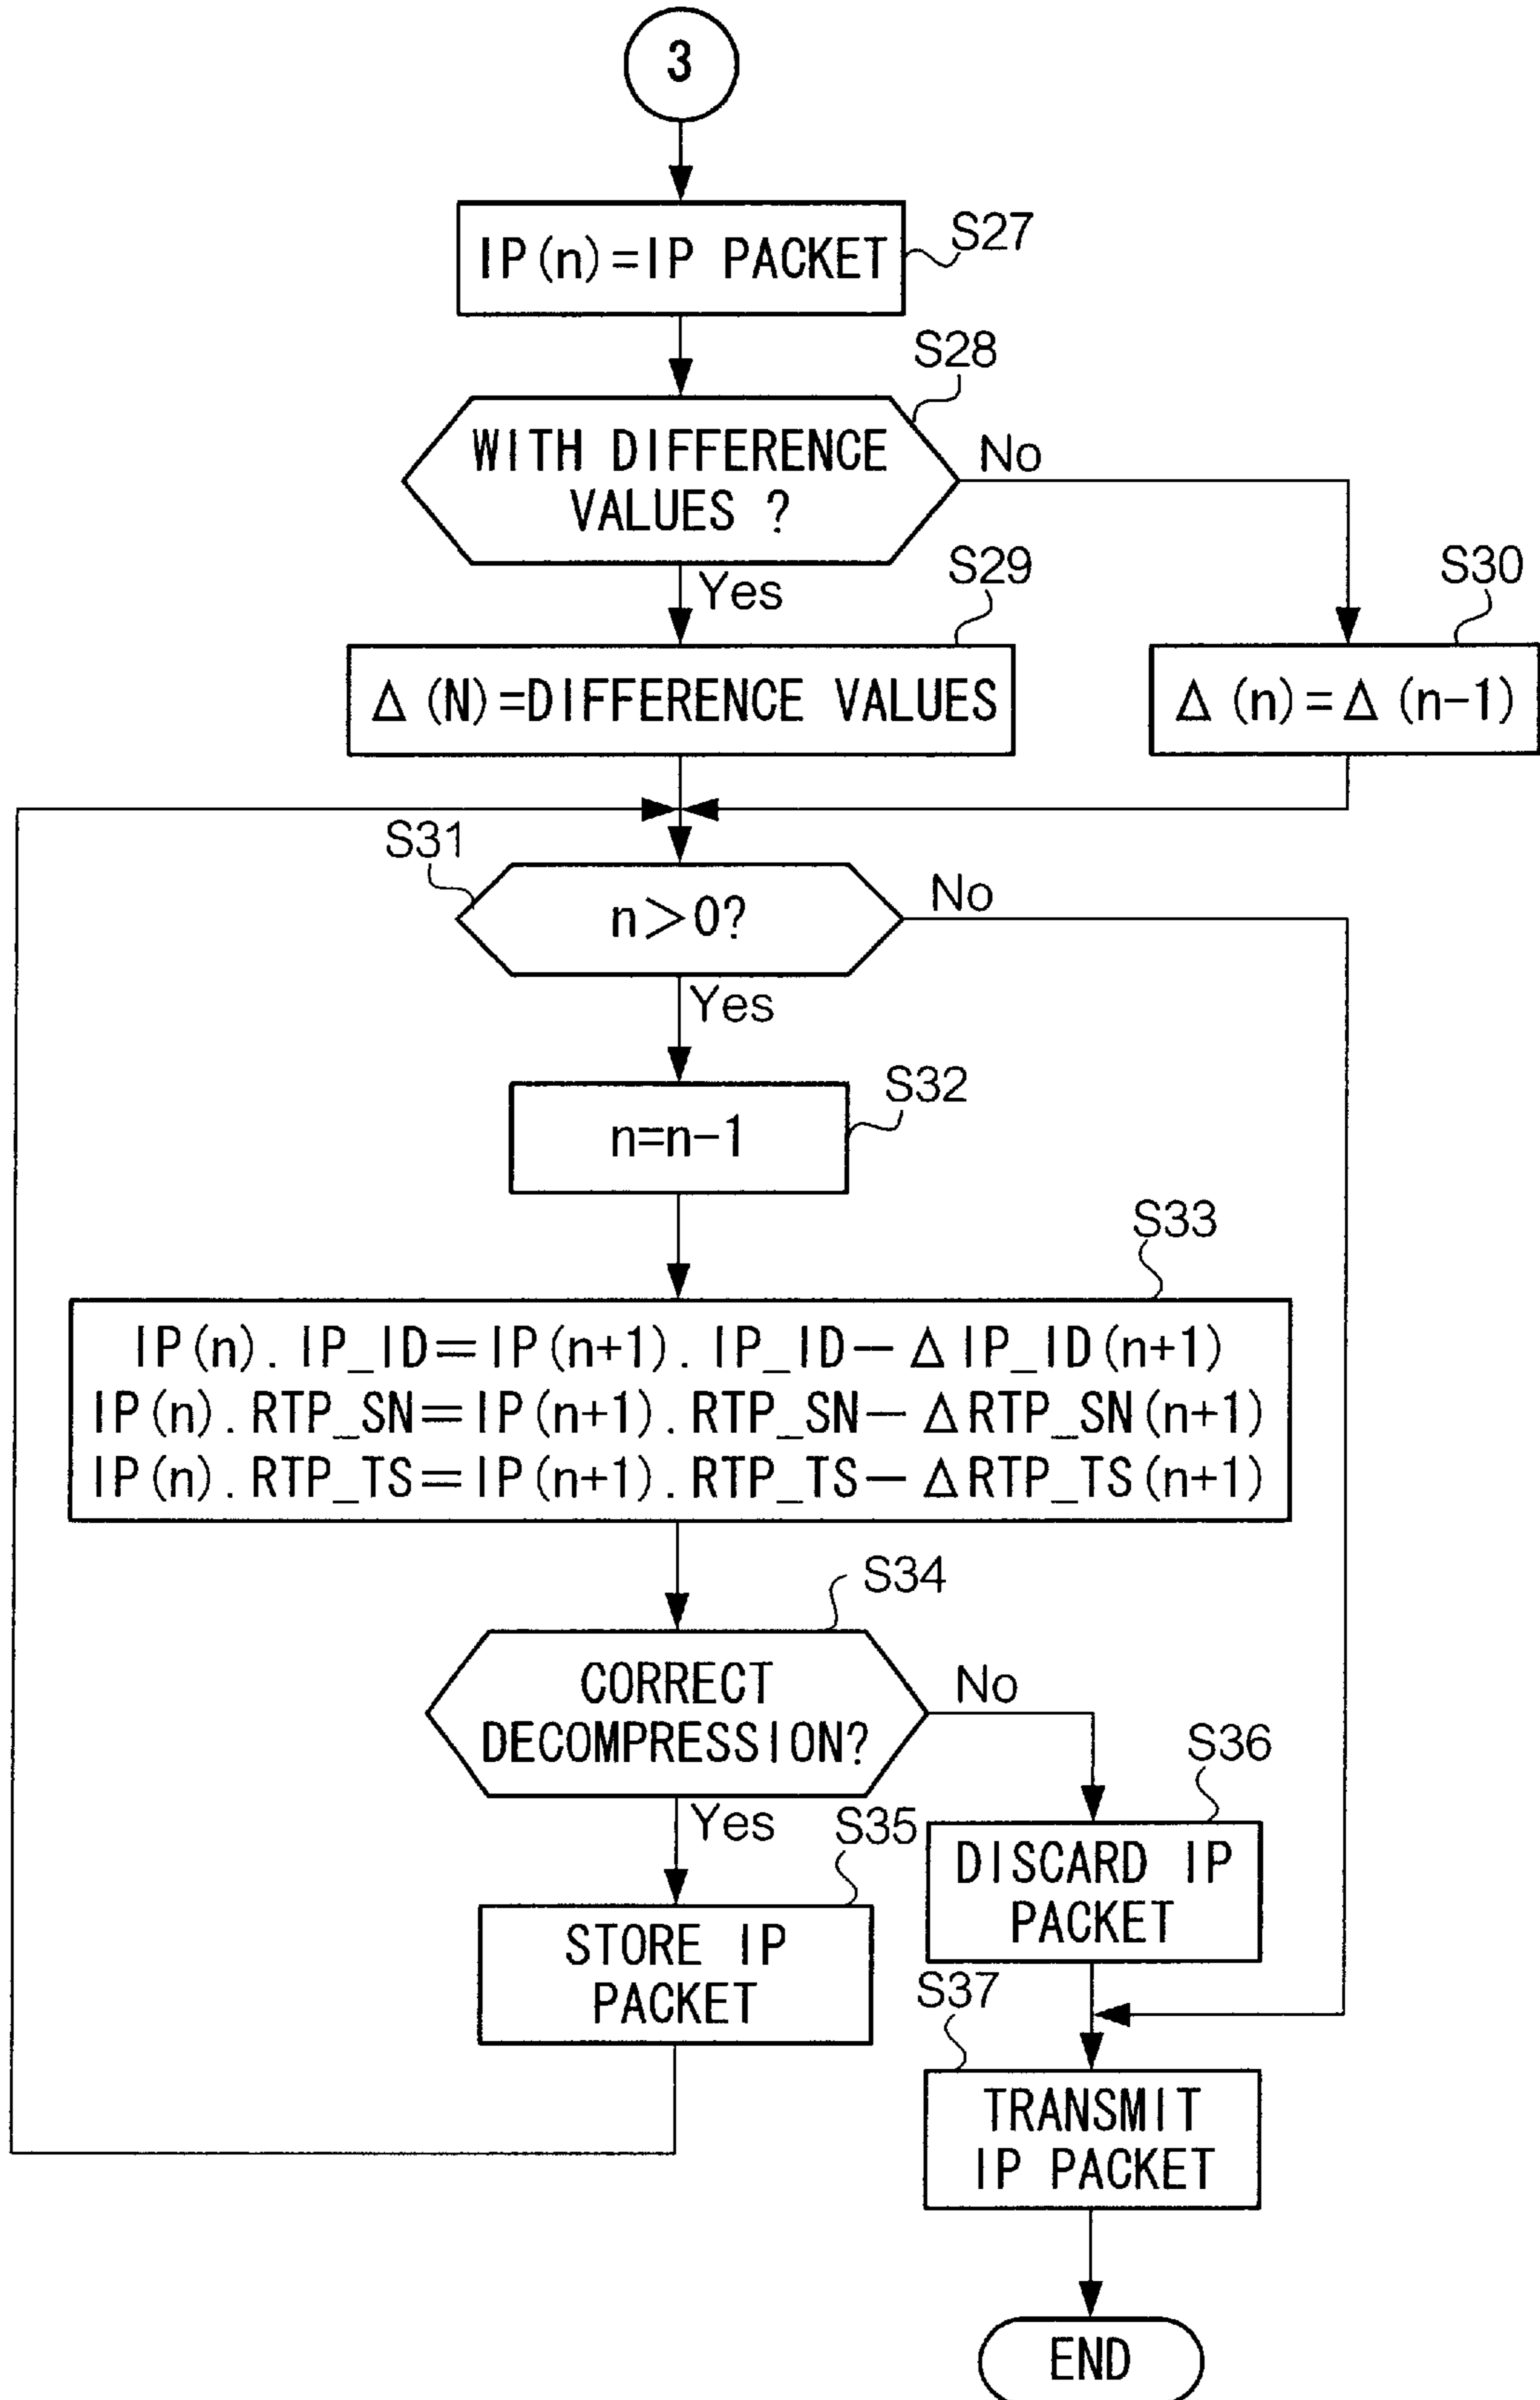 3
IP(n)=IP PACKET
S27
S28
WITH DIFFERENCE
VALUES ?
No
Yes
S29
S30
Δ(N)=DIFFERENCE VALUES
Δ(n)=Δ(n-1)
S31
n>0?
No
Yes
S32
n=n-1
S33
IP(n).IP_ID=IP(n+1).IP_ID-ΔIP_ID(n+1)
IP(n).RTP_SN=IP(n+1).RTP_SN-ΔRTP_SN(n+1)
IP(n).RTP_TS=IP(n+1).RTP_TS-ΔRTP_TS(n+1)
S34
CORRECT
DECOMPRESSION?
No
Yes
S35
S36
DISCARD IP
PACKET
STORE IP
PACKET
S37
TRANSMIT
IP PACKET
END